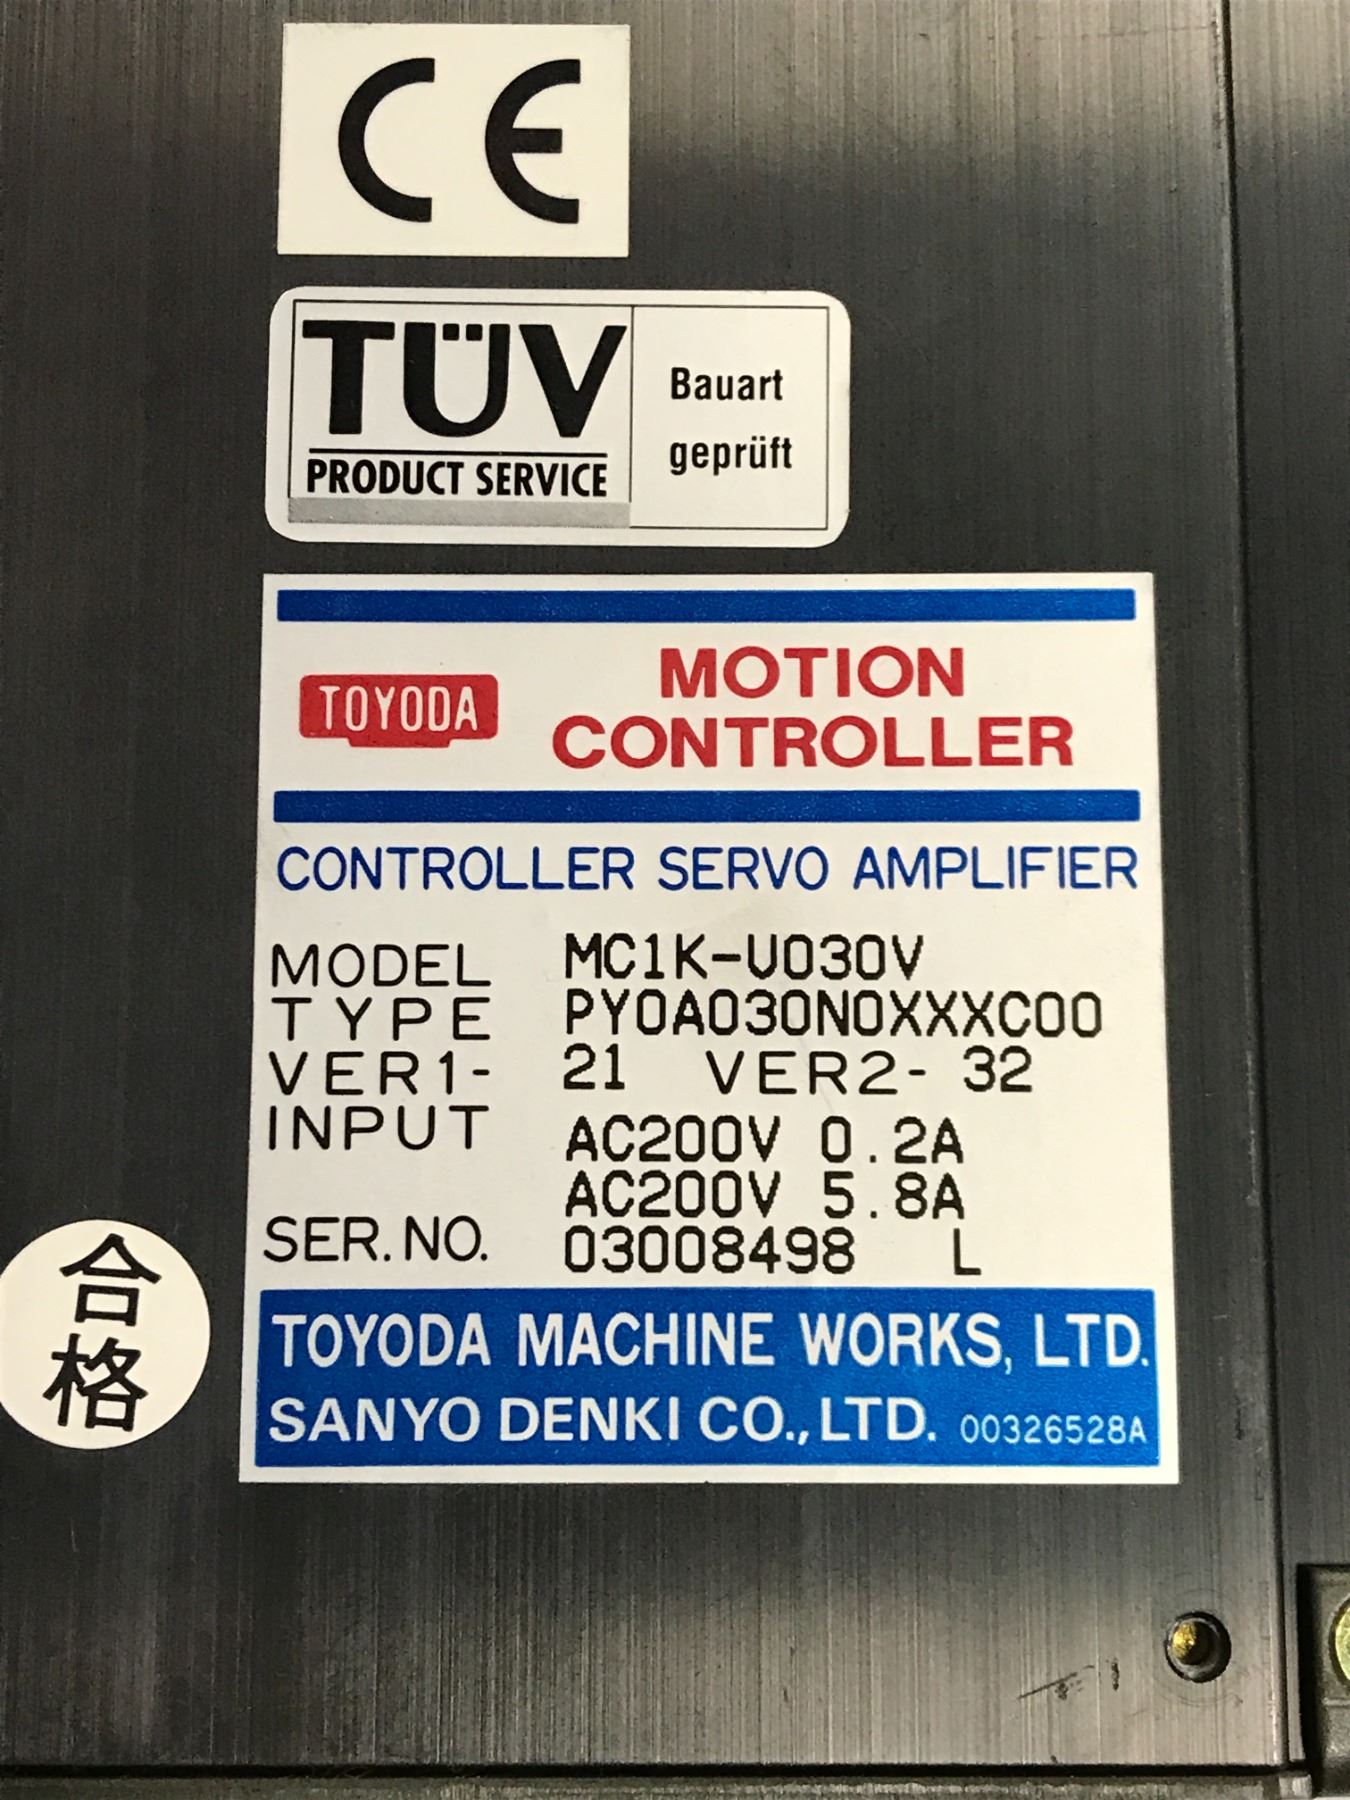 CE
TÜV
PRODUCT SERVICE
Bauart
geprüft
TOYODA
MOTION
CONTROLLER
CONTROLLER SERVO AMPLIFIER
MODEL MC1K-U030V
TYPE PY0A030N0XXXC00
VER1- 21 VER2- 32
INPUT AC200V 0.2A
AC200V 5.8A
SER.NO. 03008498 L
TOYODA MACHINE WORKS, LTD.
SANYO DENKI CO., LTD. 00326528A
合
格